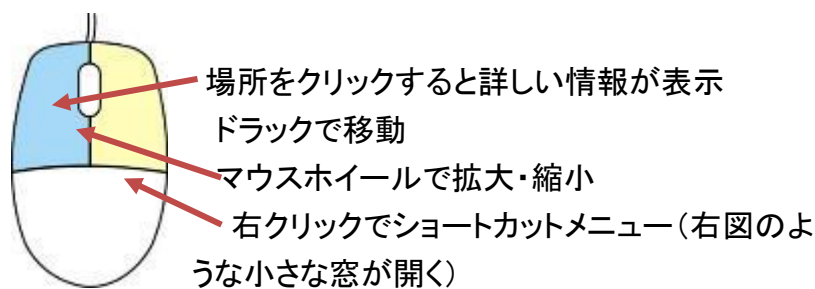 場所をクリックすると詳しい情報が表示
ドラックで移動
マウスホイールで拡大・縮小
右クリックでショートカットメニュー（右図のよ
うな小さな窓が開く）